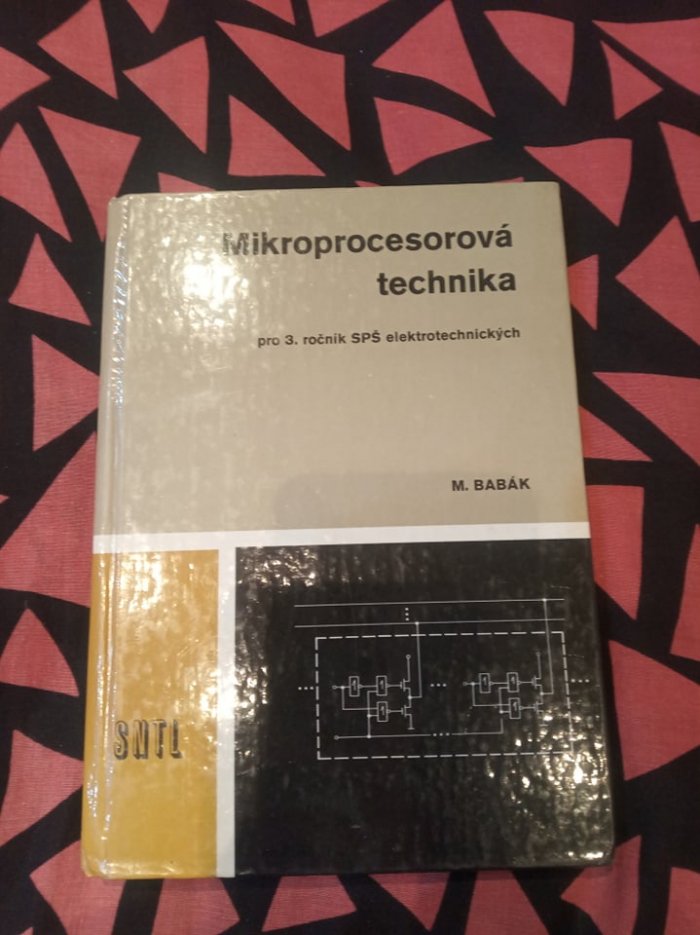 Mikroprocesorová
technika
pro 3. ročník SPŠ elektrotechnických
M. BABÁK
SNTL